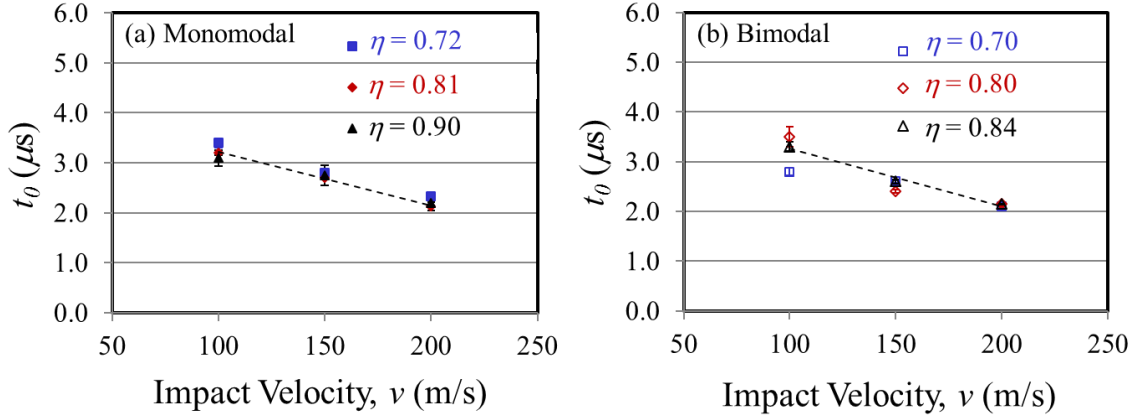 (a) Monomodal
η = 0.72
η = 0.81
η = 0.90
6.0
5.0
4.0
3.0
2.0
1.0
0.0
t0 (μs)
50 100 150 200 250
Impact Velocity, v (m/s)
(b) Bimodal
η = 0.70
η = 0.80
η = 0.84
6.0
5.0
4.0
3.0
2.0
1.0
0.0
t0 (μs)
50 100 150 200 250
Impact Velocity, v (m/s)